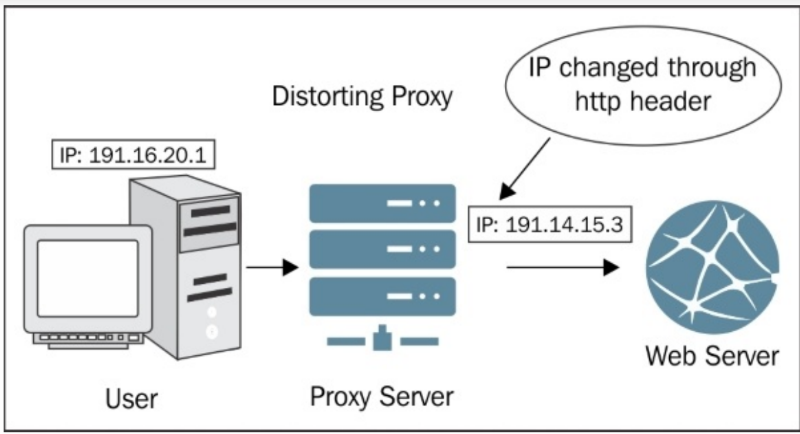 Distorting Proxy
IP changed through
http header
IP: 191.16.20.1
IP: 191.14.15.3
User
Proxy Server
Web Server